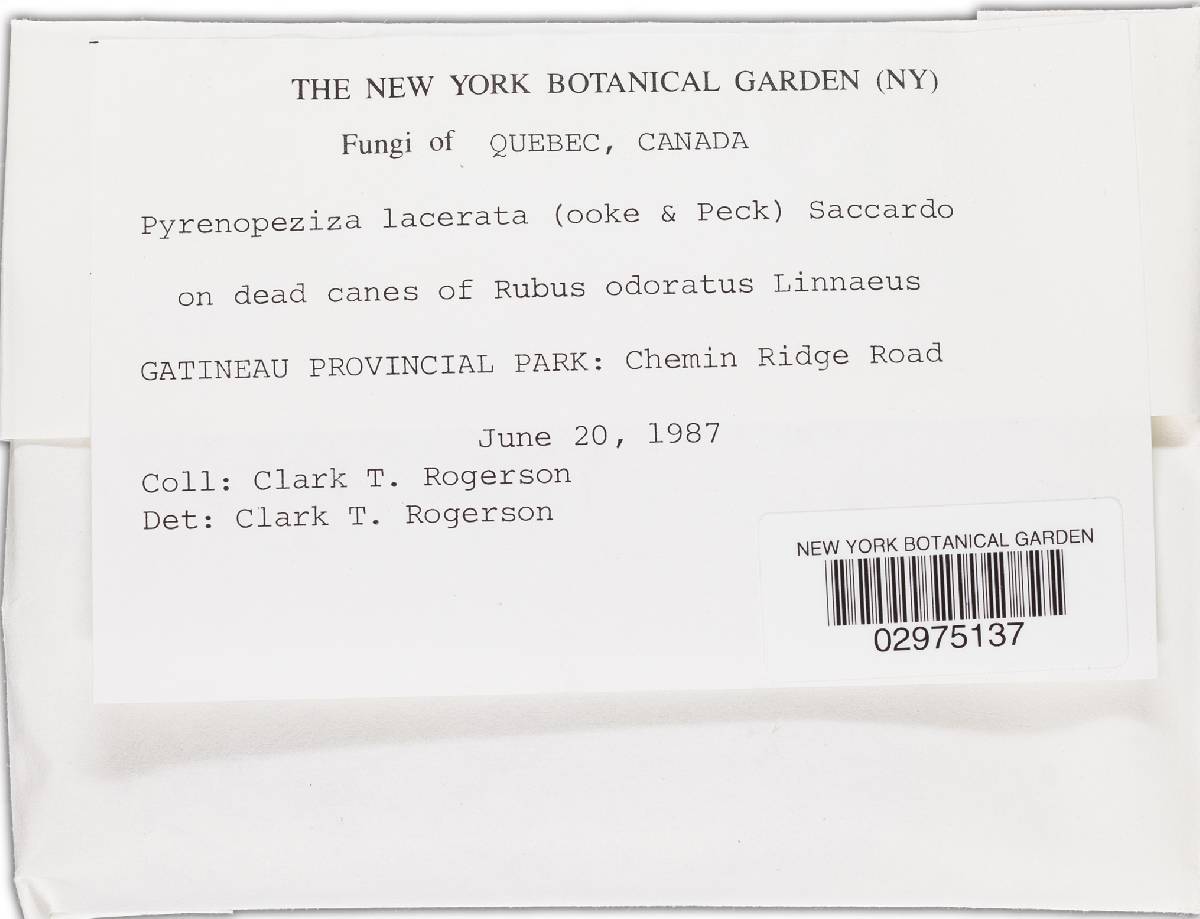 THE NEW YORK BOTANICAL GARDEN (NY)
Fungi of QUEBEC, CANADA
Pyrenopeziza lacerata (ooke & Peck) Saccardo
on dead canes of Rubus odoratus Linnaeus
GATINEAU PROVINCIAL PARK: Chemin Ridge Road
June 20, 1987
Coll: Clark T. Rogerson
Det: Clark T. Rogerson
NEW YORK BOTANICAL GARDEN
02975137